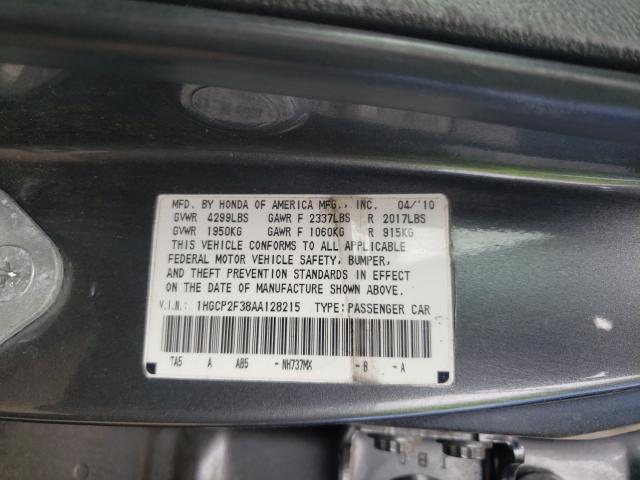 MFD. BY HONDA OF AMERICA MFG., INC. 04/'10
GVWR 4299LBS GAWR F 2337LBS R 2017LBS
GVWR 1950KG GAWR F 1060KG R 915KG
THIS VEHICLE CONFORMS TO ALL APPLICABLE
FEDERAL MOTOR VEHICLE SAFETY, BUMPER,
AND THEFT PREVENTION STANDARDS IN EFFECT
ON THE DATE OF MANUFACTURE SHOWN ABOVE.
V.I.N.: 1HGCP2F38AA128215 TYPE:PASSENGER CAR
TA5 A AB5 -NH737MX -B -A